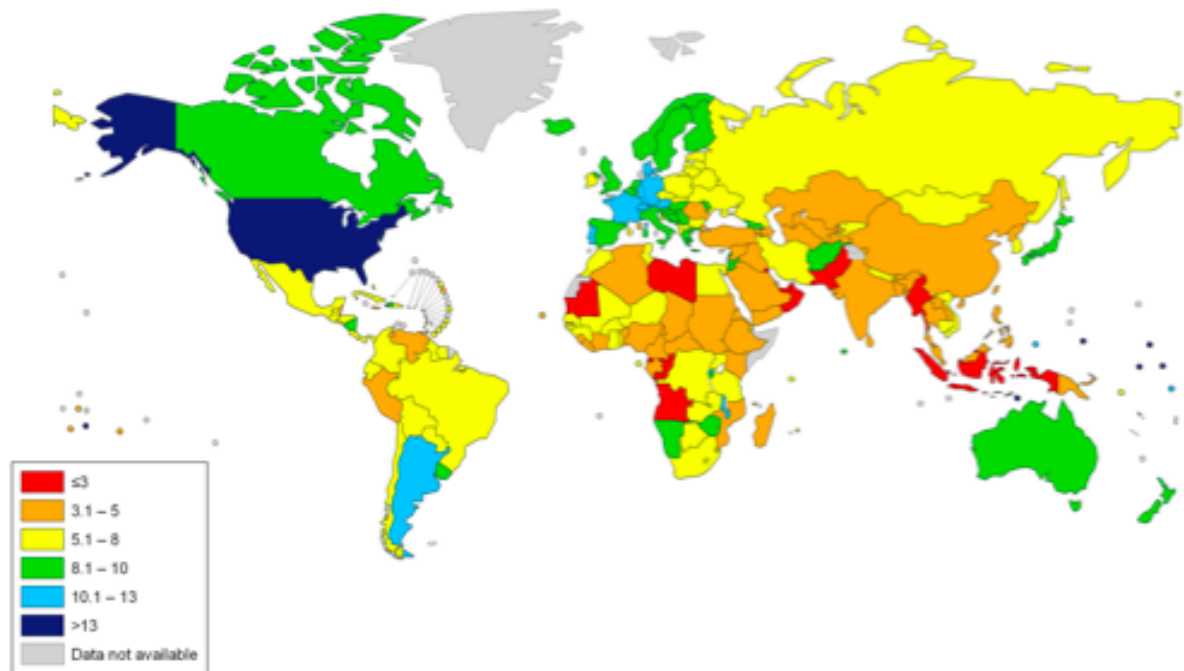 ≤3
3.1 – 5
5.1 – 8
8.1 – 10
10.1 – 13
>13
Data not available